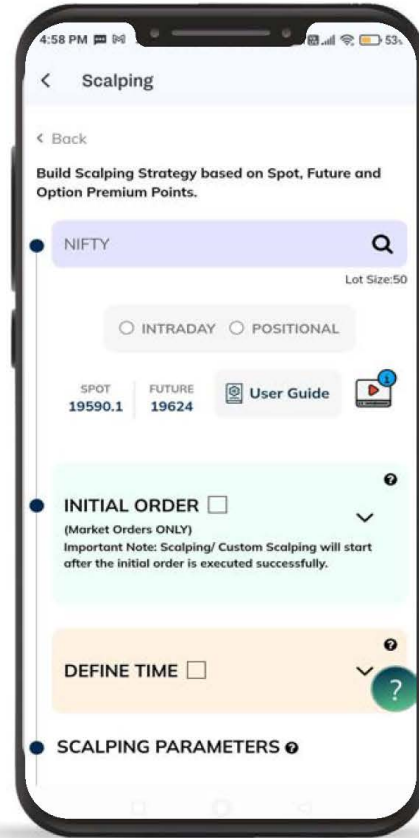 4:58 PM
53%
Scalping
Back
Build Scalping Strategy based on Spot, Future and
Option Premium Points.
NIFTY
Lot Size:50
INTRADAY POSITIONAL
SPOT FUTURE
19590.1 19624
User Guide
INITIAL ORDER
(Market Orders ONLY)
Important Note: Scalping/ Custom Scalping will start
after the initial order is executed successfully.
DEFINE TIME
?
SCALPING PARAMETERS ?